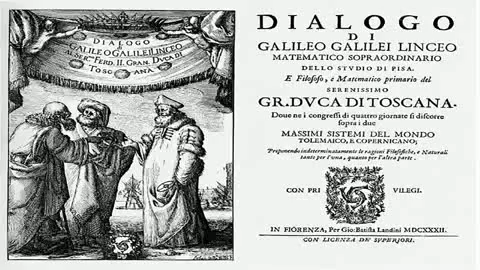 DIALOGO
DI
GALILEO GALILEI LINCEO
AL SER.mo FERD. II. GRAN. DVCA DI
TOSCANA
DIALOGO
DI
GALILEO GALILEI LINCEO
MATEMATICO SOPRAORDINARIO
DELLO STVDIO DI PISA.
E Filosofo, e Matematico primario del
SERENISSIMO
GR.DVCA DI TOSCANA.
Doue ne i congressi di quattro giornate si discorre
sopra i due
MASSIMI SISTEMI DEL MONDO
TOLEMAICO, E COPERNICANO;
Proponendo indeterminatamente le ragioni Filosofiche, e Naturali
tanto per l'vna, quanto per l'altra parte.
CON PRI VILEGI.
IN FIORENZA, Per Gio:Batista Landini MDCXXXII.
CON LICENZA DE' SVPERIORI.